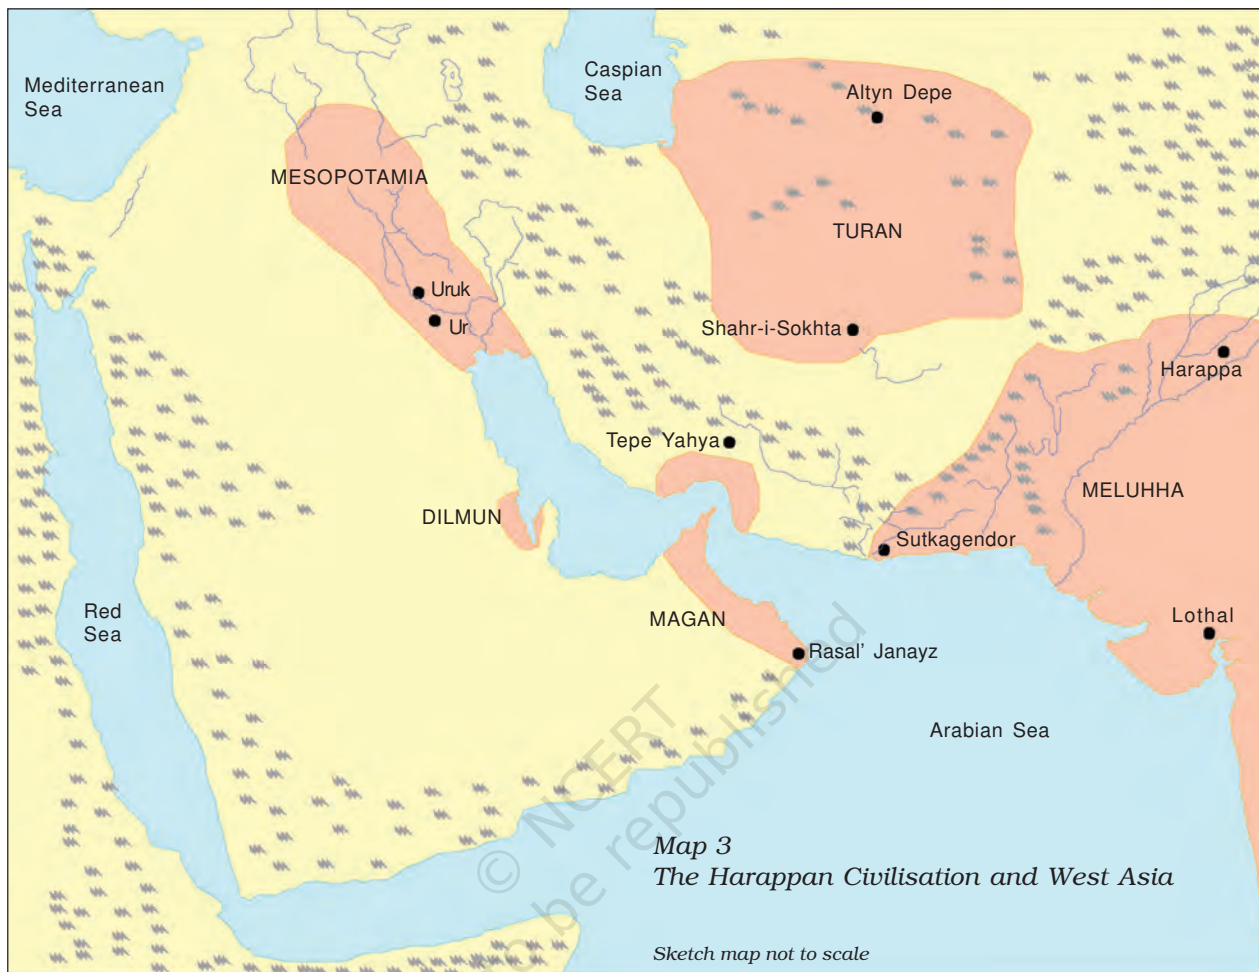 Mediterranean
Sea
Caspian
Sea
Altyn Depe
MESOPOTAMIA
TURAN
Uruk
Ur
Shahr-i-Sokhta
Harappa
Tepe Yahya
MELUHHA
DILMUN
Sutkagendor
Red
Sea
MAGAN
Lothal
Rasal’ Janayz
Arabian Sea
© NCERT
o be republished
Map 3
The Harappan Civilisation and West Asia
Sketch map not to scale